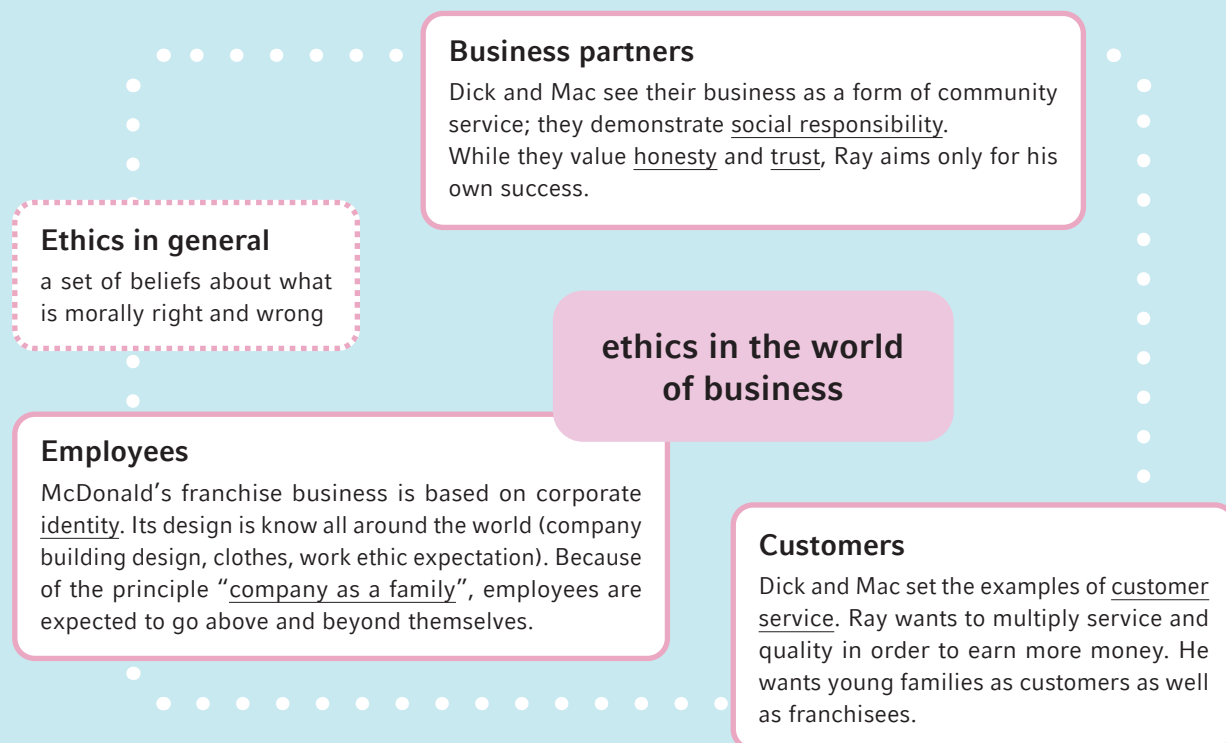 Business partners
Dick and Mac see their business as a form of community
service; they demonstrate social responsibility.
While they value honesty and trust, Ray aims only for his
own success.
Ethics in general
a set of beliefs about what
is morally right and wrong
ethics in the world
of business
Employees
McDonald’s franchise business is based on corporate
identity. Its design is know all around the world (company
building design, clothes, work ethic expectation). Because
of the principle “company as a family”, employees are
expected to go above and beyond themselves.
Customers
Dick and Mac set the examples of customer
service. Ray wants to multiply service and
quality in order to earn more money. He
wants young families as customers as well
as franchisees.